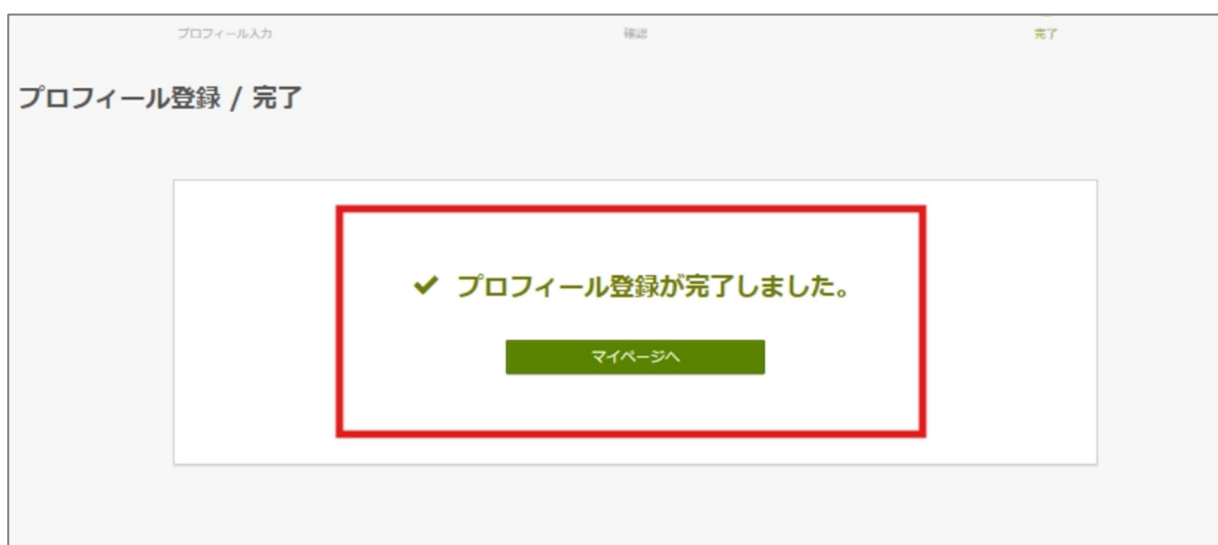 プロフィール入力
確認
完了
プロフィール登録 / 完了
✔ プロフィール登録が完了しました。
マイページへ